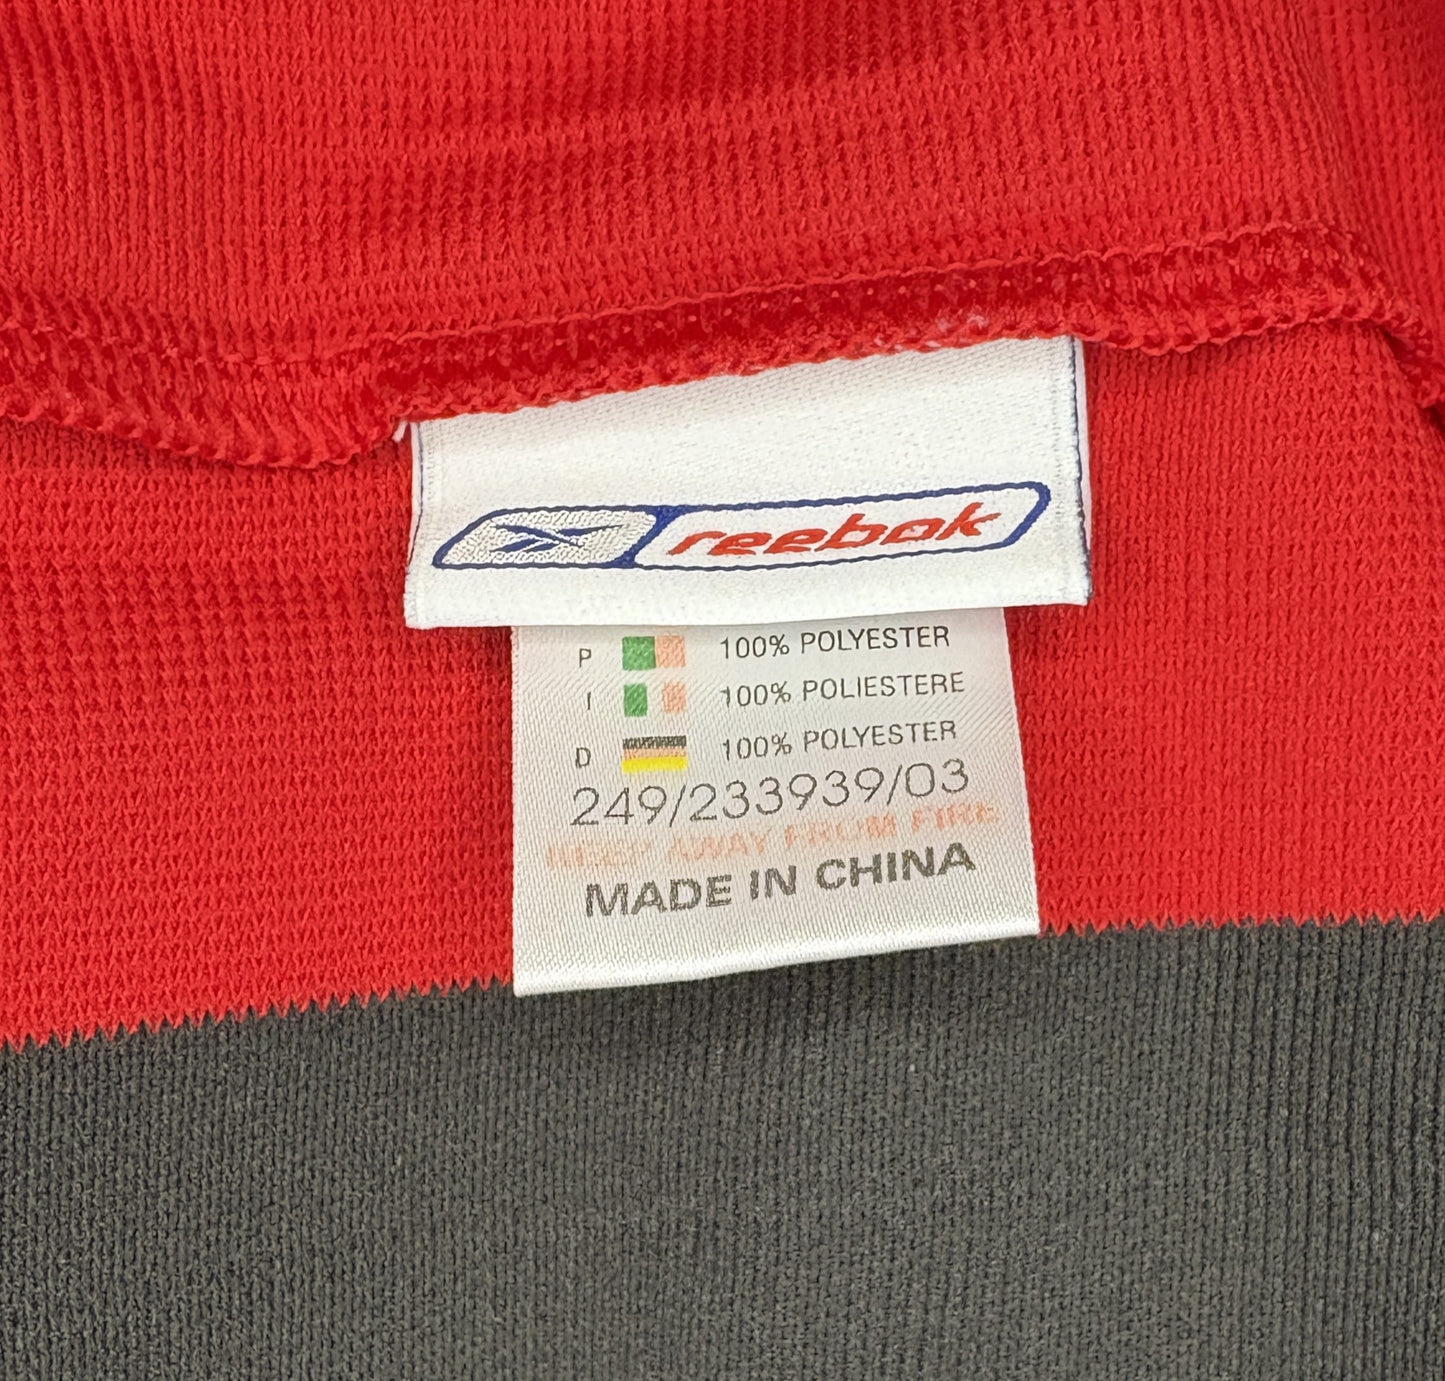 reebok
P 100% POLYESTER
I 100% POLIESTERE
D 100% POLYESTER
249/233939/03
KEEP AWAY FROM FIRE
MADE IN CHINA